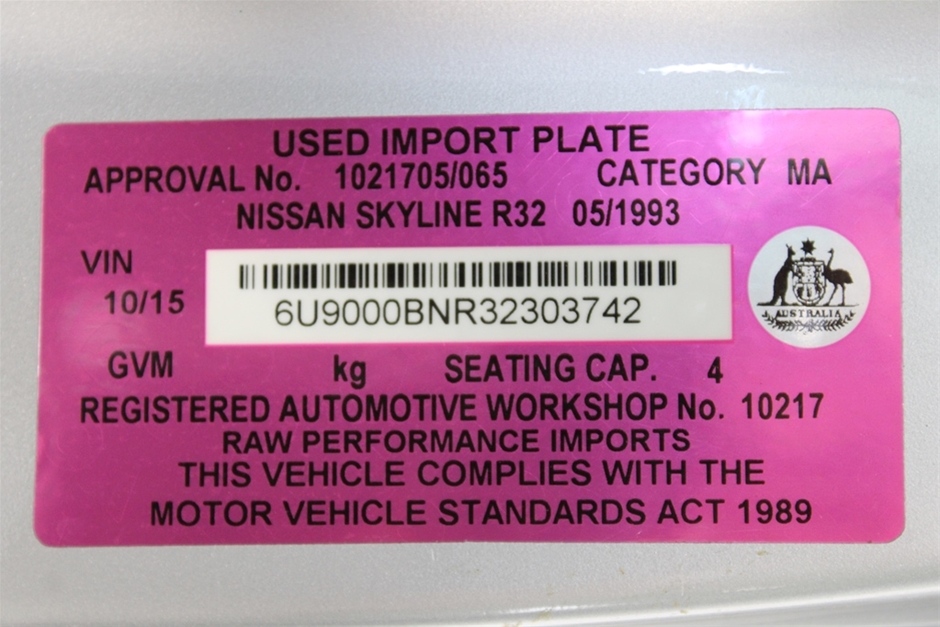 USED IMPORT PLATE
APPROVAL No. 1021705/065 CATEGORY MA
NISSAN SKYLINE R32 05/1993
VIN
10/15
6U9000BNR32303742
AUSTRALIA
GVM kg SEATING CAP. 4
REGISTERED AUTOMOTIVE WORKSHOP No. 10217
RAW PERFORMANCE IMPORTS
THIS VEHICLE COMPLIES WITH THE
MOTOR VEHICLE STANDARDS ACT 1989